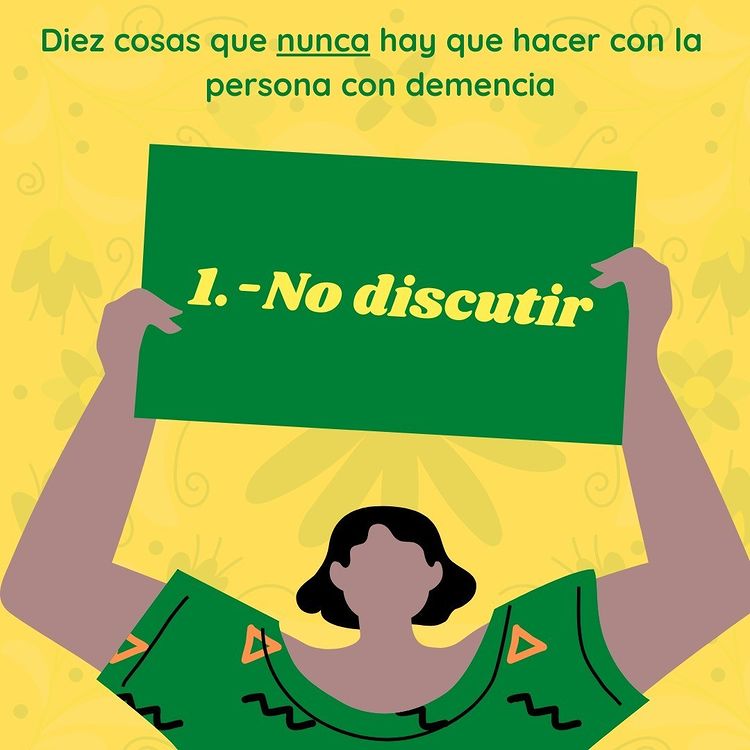 Diez cosas que nunca hay que hacer con la
persona con demencia
1.-No discutir